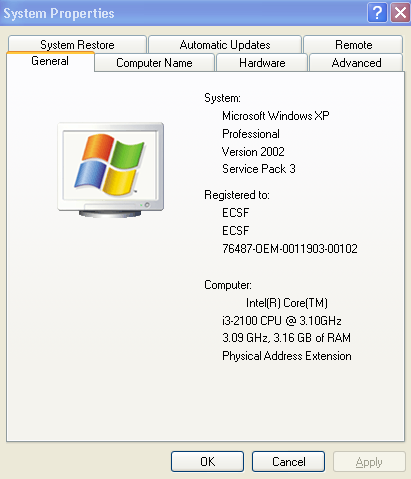 System Properties
System Restore
Automatic Updates
Remote
General
Computer Name
Hardware
Advanced
System:
Microsoft Windows XP
Professional
Version 2002
Service Pack 3
Registered to:
ECSF
ECSF
76487-OEM-0011903-00102
Computer:
Intel(R) Core(TM)
i3-2100 CPU @ 3.10GHz
3.09 GHz, 3.16 GB of RAM
Physical Address Extension
OK
Cancel
Apply